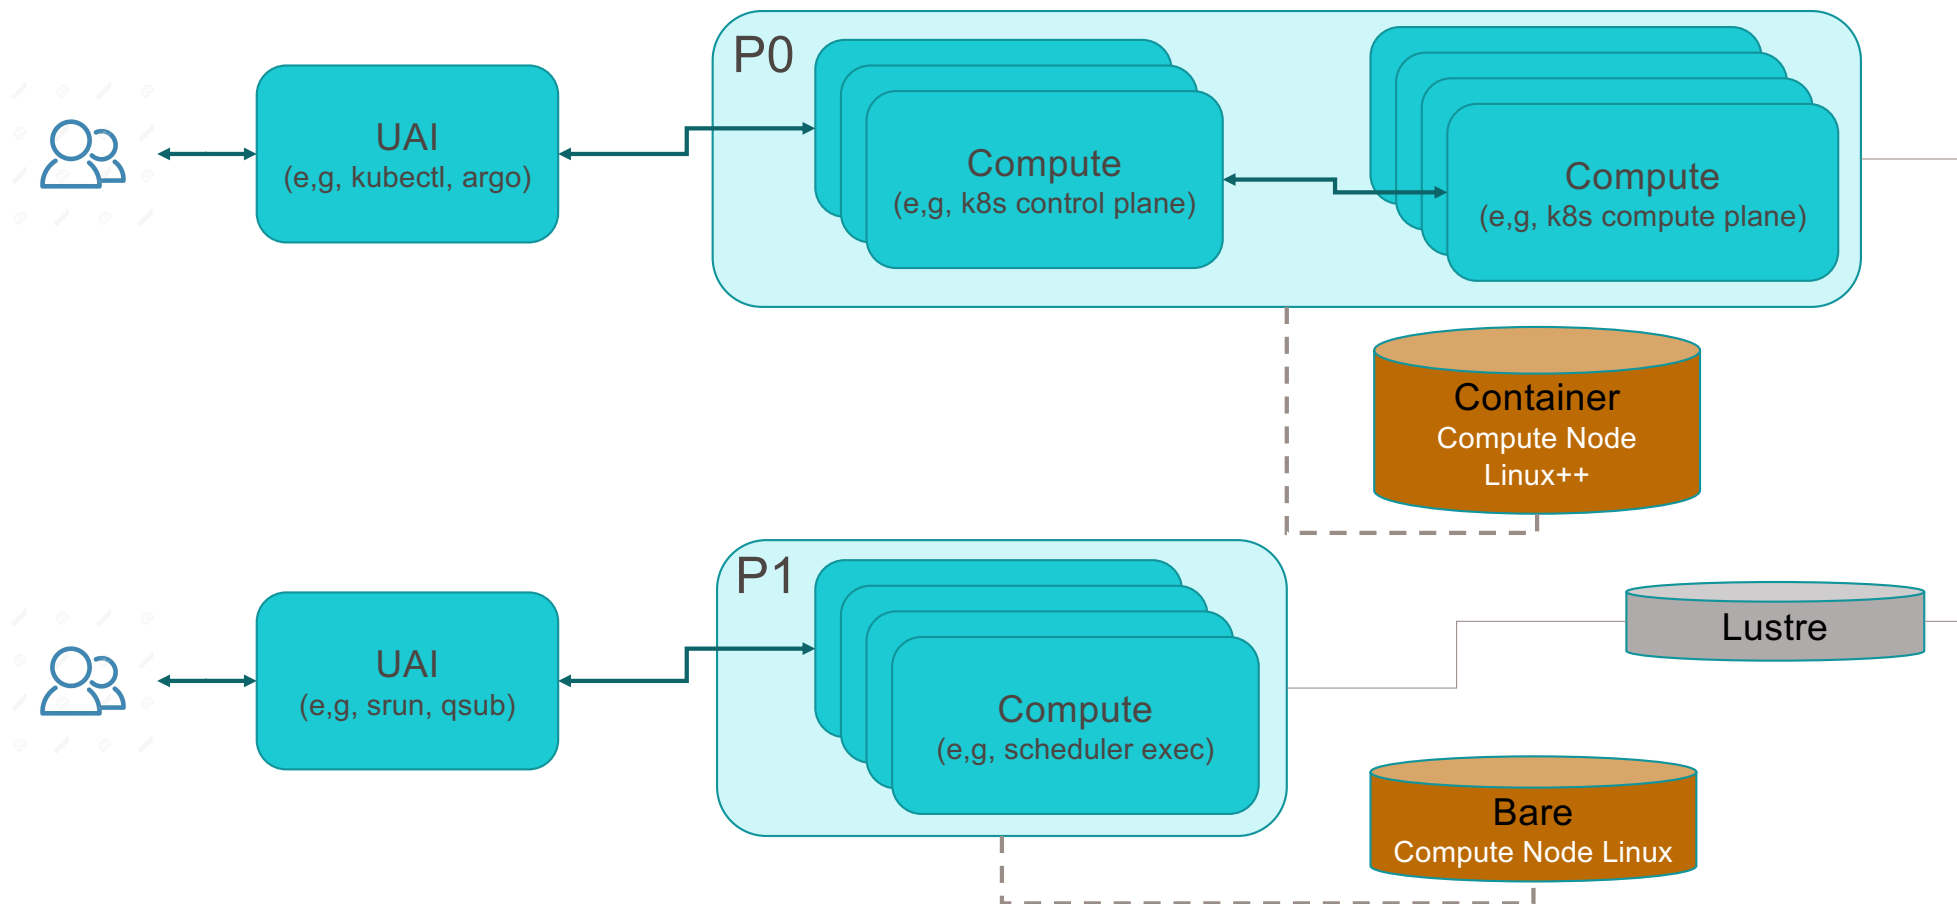 P0
UAI
(e,g, kubectl, argo)
Compute
(e,g, k8s control plane)
Compute
(e,g, k8s compute plane)
Container
Compute Node
Linux++
P1
UAI
(e,g, srun, qsub)
Compute
(e,g, scheduler exec)
Lustre
Bare
Compute Node Linux